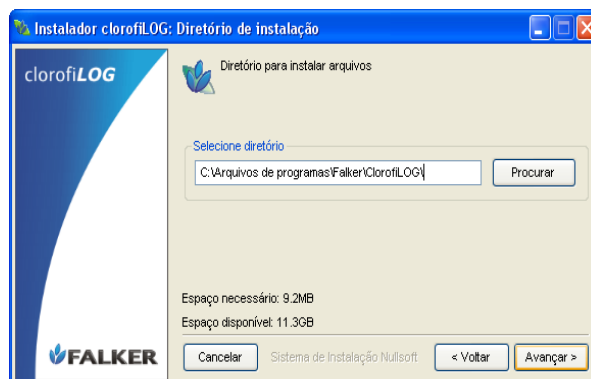 Instalador clorofiLOG: Diretório de instalação
clorofiLOG
Diretório para instalar arquivos
Selecione diretório
C:\Arquivos de programas\Falker\ClorofiLOG\
Procurar
Espaço necessário: 9.2MB
Espaço disponível: 11.3GB
FALKER
Cancelar
Sistema de Instalação Nullsoft
< Voltar
Avançar >